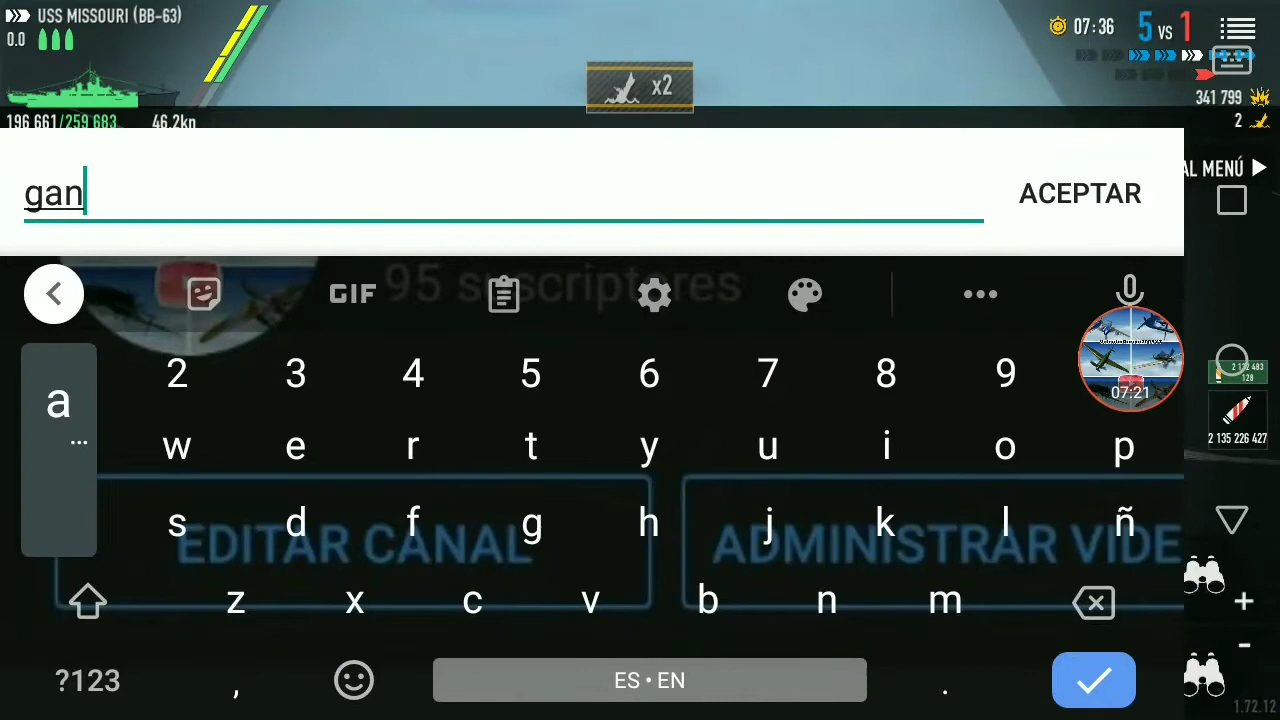 USS MISSOURI (BB-63)
0.0
196 661/259 683 46.2kn
x2
07:36
5 vs 1
341 799
2
gan
ACEPTAR
AL MENÚ
95 suscriptores
GIF
07:21
a
...
2 3 4 5 6 7 8 9
w e r t y u i o p
s d f g h j k l ñ
EDITAR CANAL
ADMINISTRAR VIDE
z x c v b n m
?123 , ES • EN .
129
2 135 226 427
+
-
1.72.12